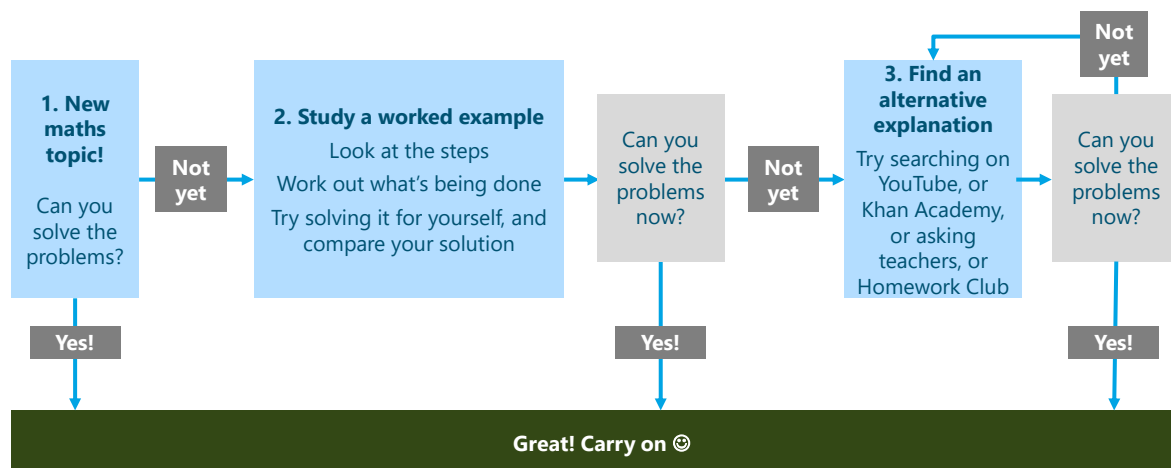 1. New
maths
topic!
Can you
solve the
problems?
Not
yet
Yes!
2. Study a worked example
Look at the steps
Work out what’s being done
Try solving it for yourself, and
compare your solution
Can you
solve the
problems
now?
Not
yet
Yes!
3. Find an
alternative
explanation
Try searching on
YouTube, or
Khan Academy,
or asking
teachers, or
Homework Club
Can you
solve the
problems
now?
Not
yet
Yes!
Great! Carry on ☺